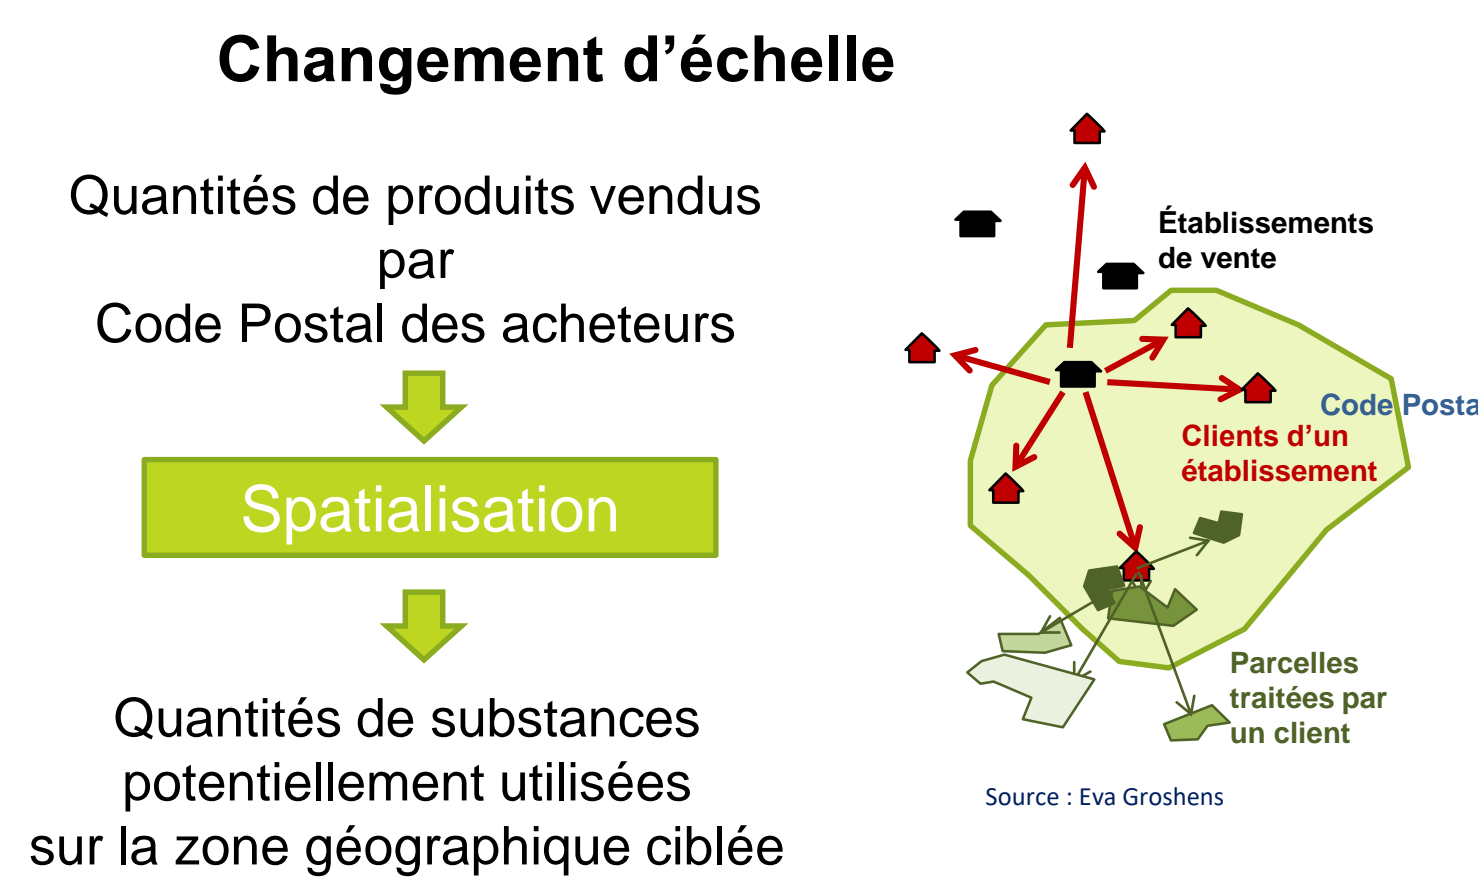 Changement d’échelle
Quantités de produits vendus
par
Code Postal des acheteurs
Spatialisation
Quantités de substances
potentiellement utilisées
sur la zone géographique ciblée
Établissements
de vente
Code Posta
Clients d’un
établissement
Parcelles
traitées par
un client
Source : Eva Groshens